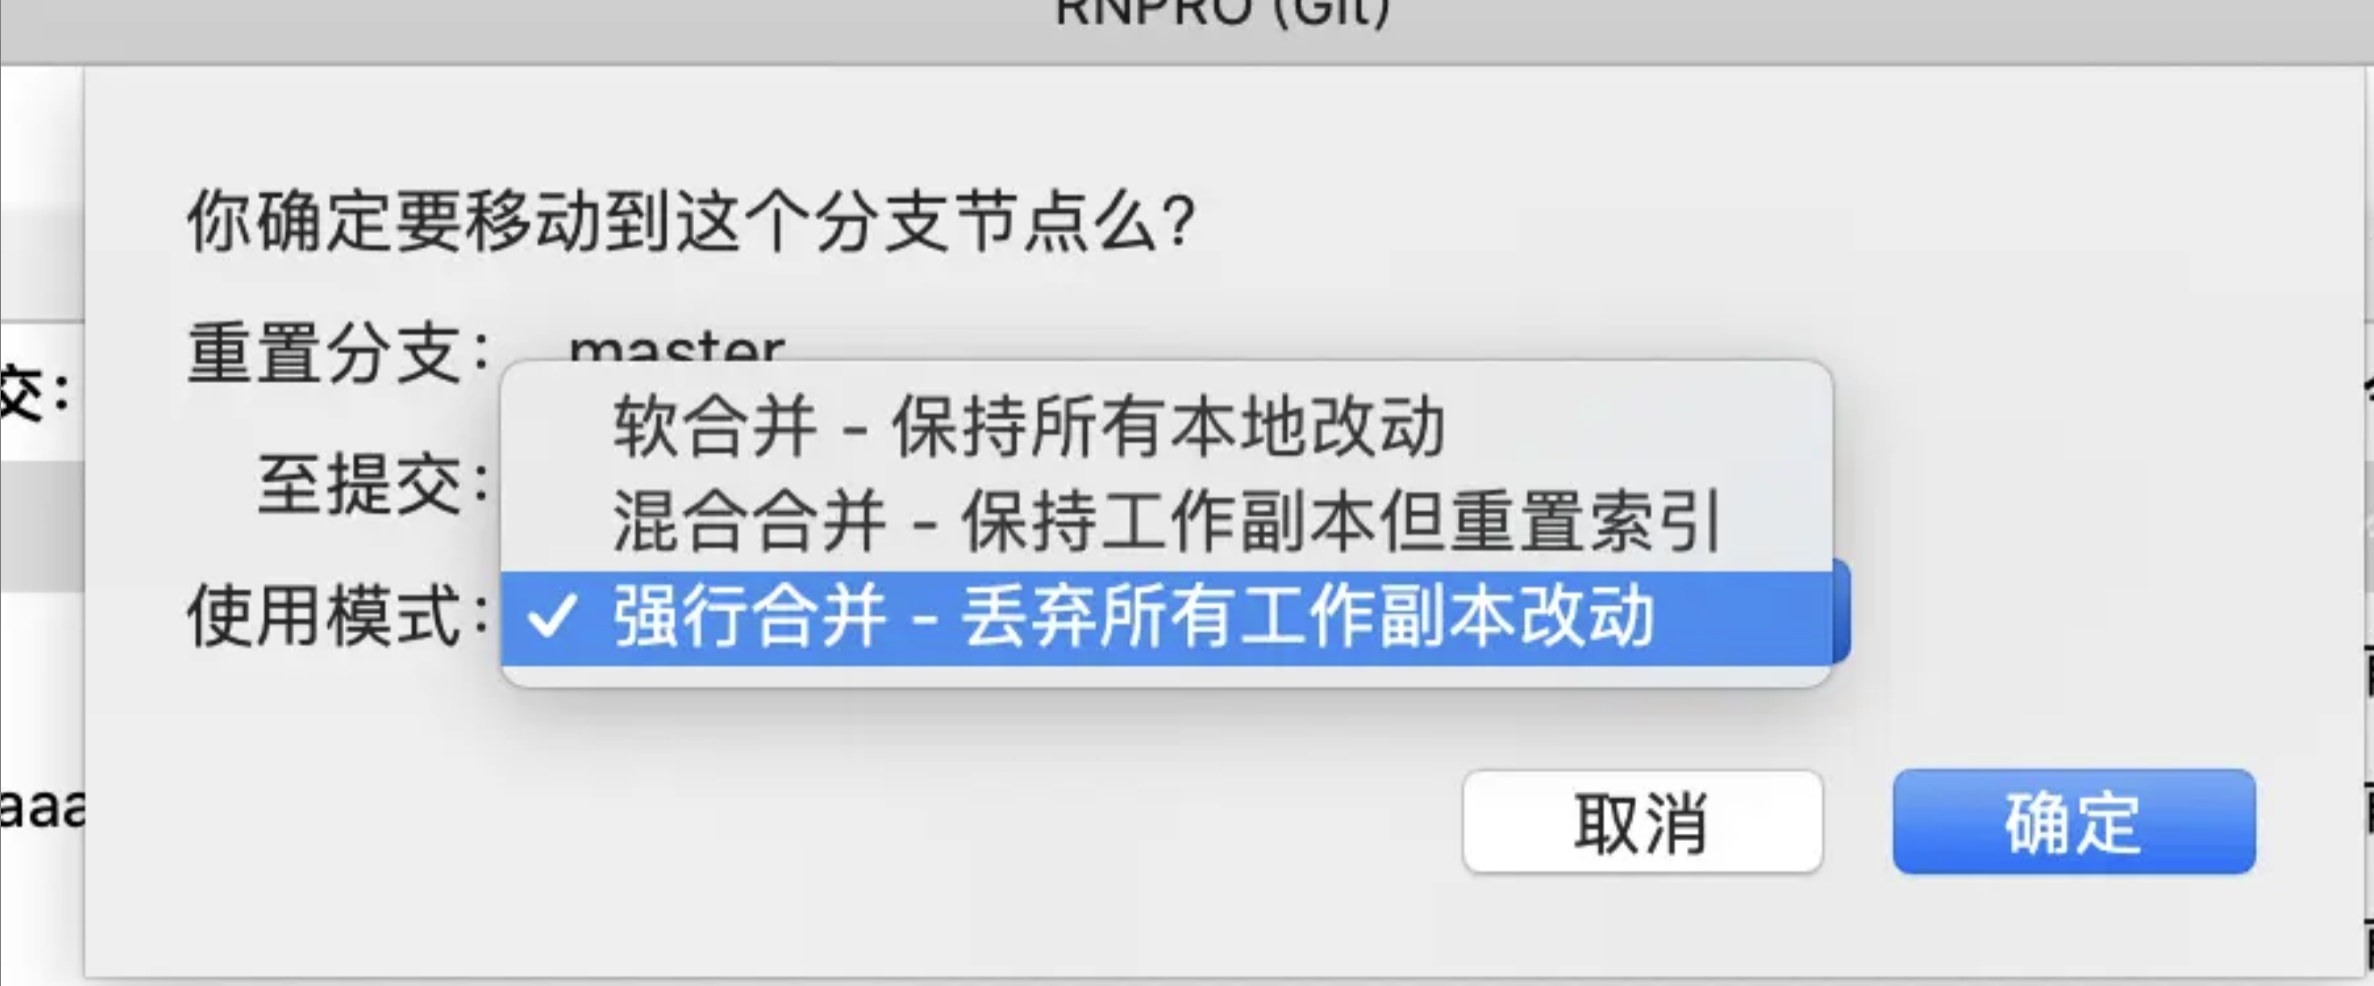 RNPRO (Git)
你确定要移动到这个分支节点么?
重置分支: master
交:
软合并 - 保持所有本地改动
至提交:
混合合并 - 保持工作副本但重置索引
使用模式: ✓ 强行合并 - 丢弃所有工作副本改动
aaa
取消 确定